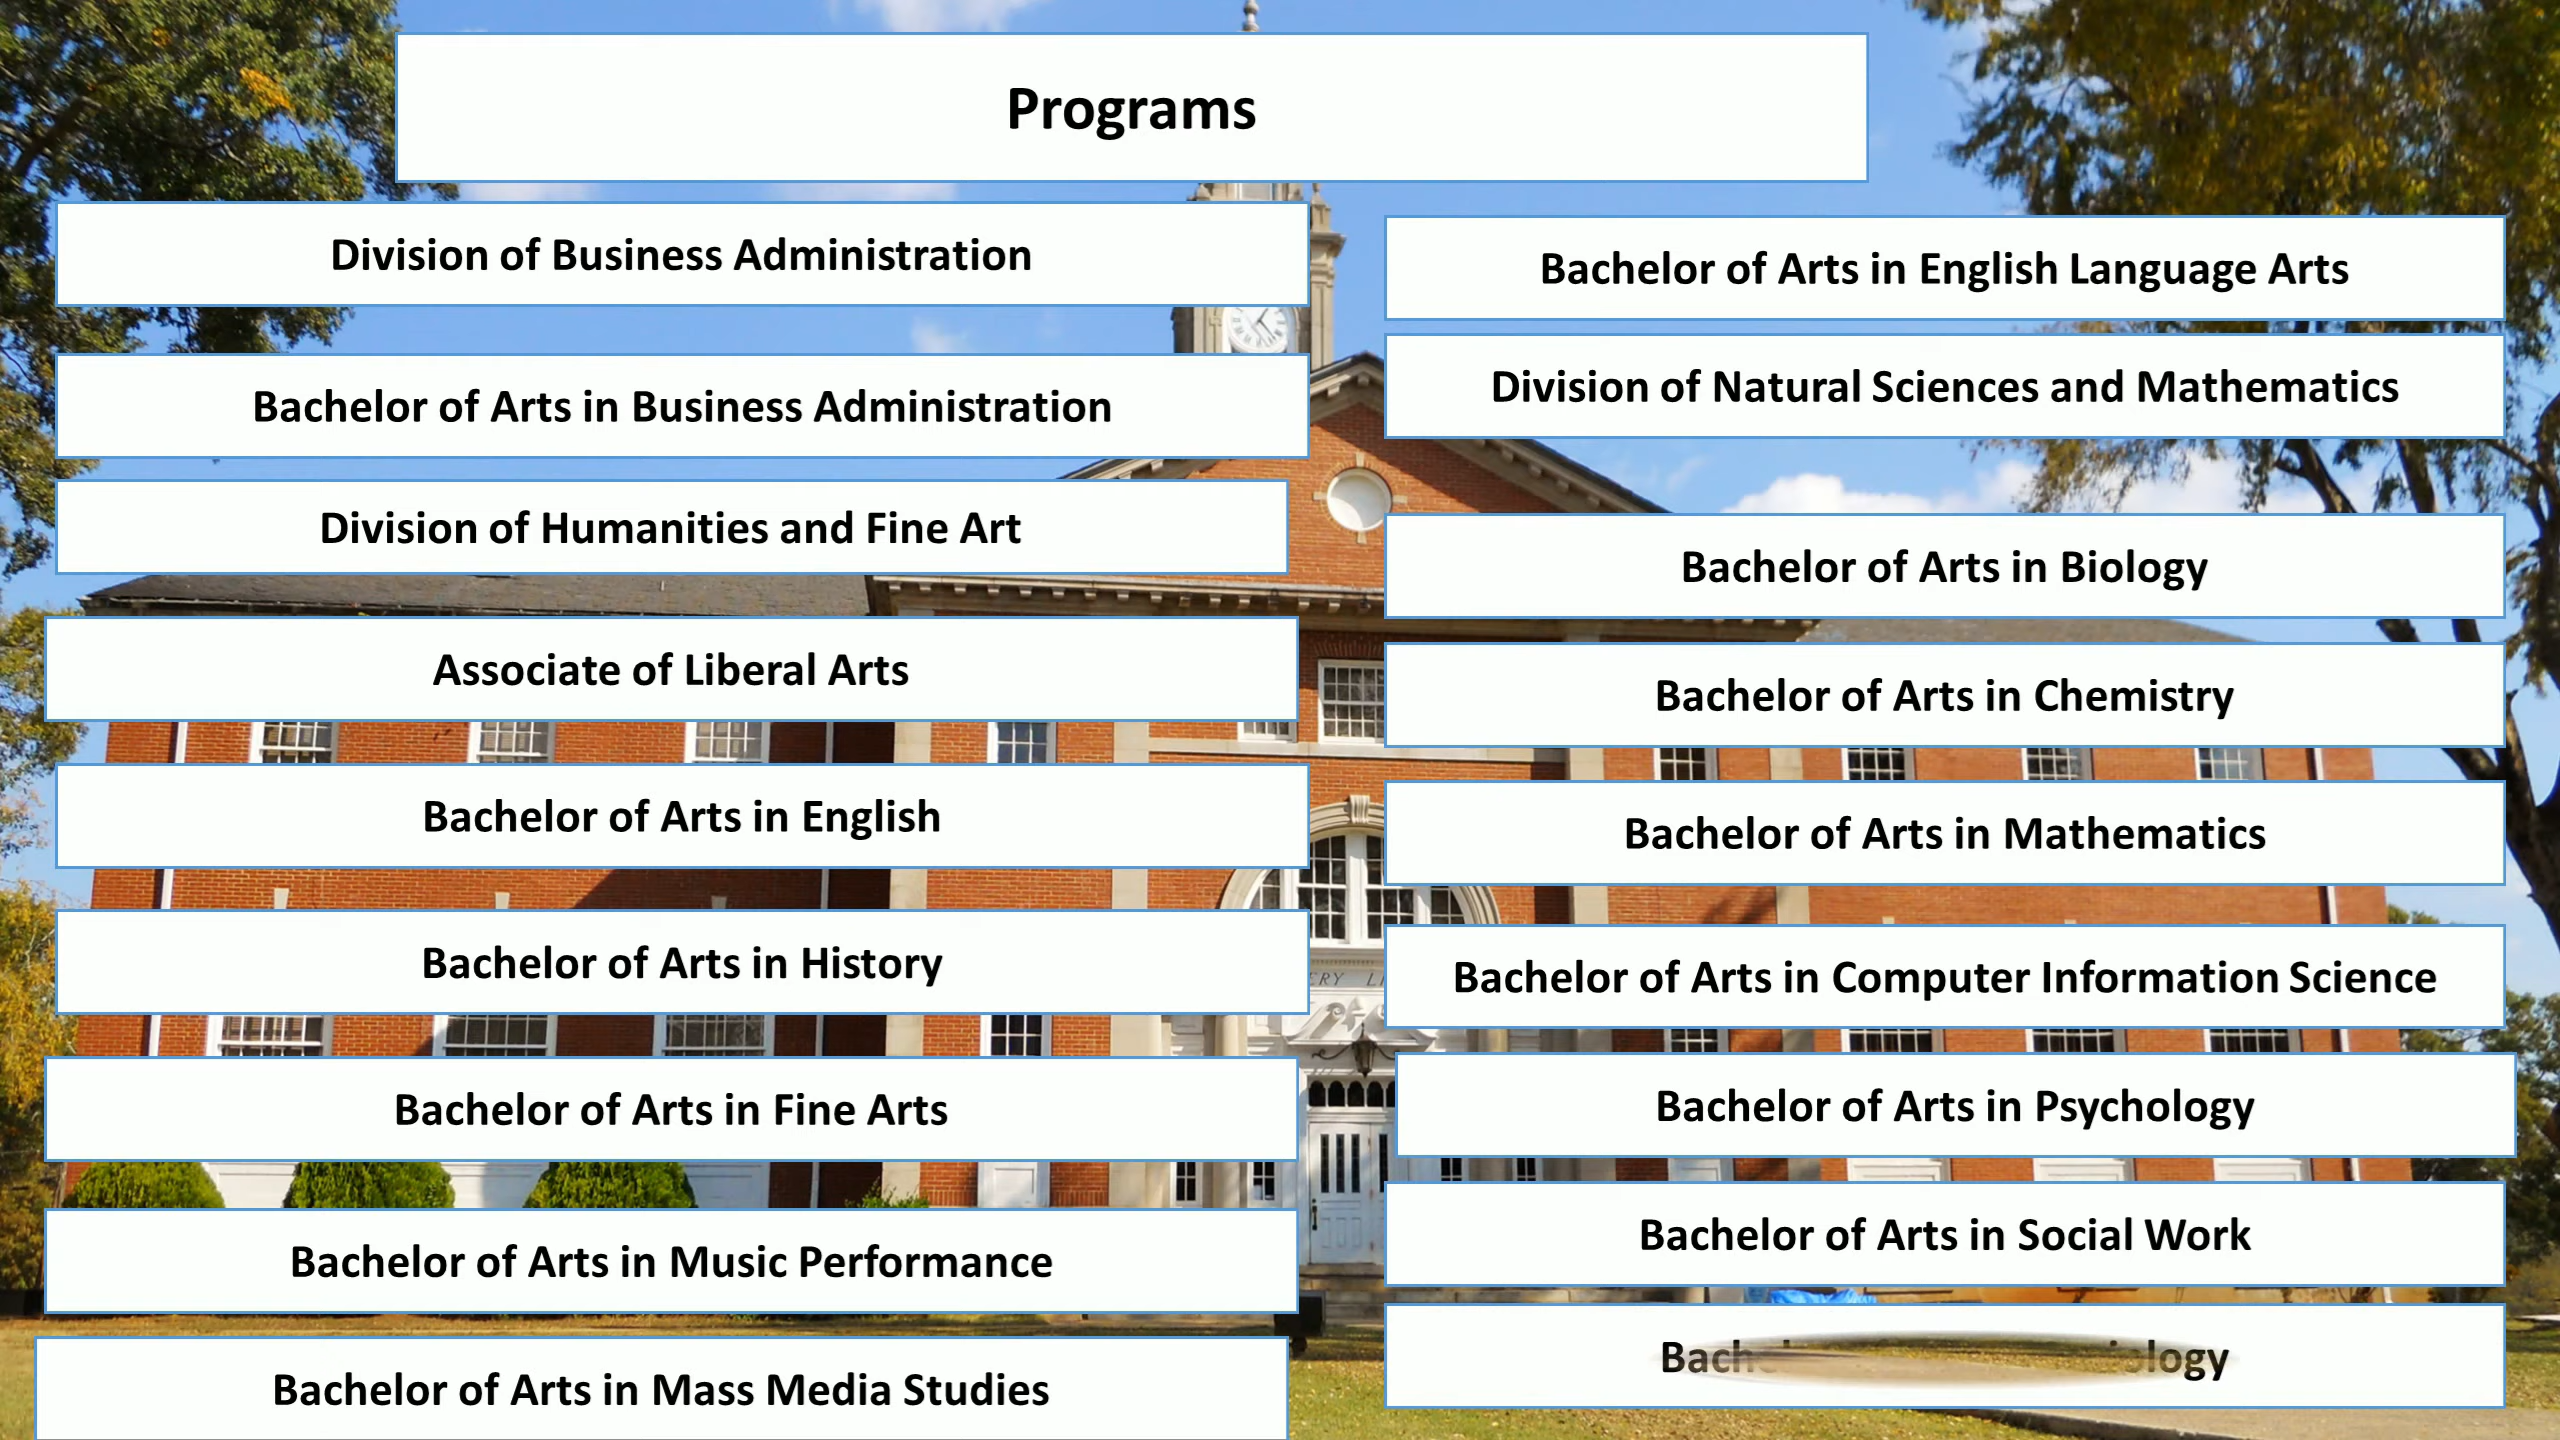 Programs
Division of Business Administration
Bachelor of Arts in Business Administration
Division of Humanities and Fine Art
Associate of Liberal Arts
Bachelor of Arts in English
Bachelor of Arts in History
Bachelor of Arts in Fine Arts
Bachelor of Arts in Music Performance
Bachelor of Arts in Mass Media Studies
Bachelor of Arts in English Language Arts
Division of Natural Sciences and Mathematics
Bachelor of Arts in Biology
Bachelor of Arts in Chemistry
Bachelor of Arts in Mathematics
Bachelor of Arts in Computer Information Science
Bachelor of Arts in Psychology
Bachelor of Arts in Social Work